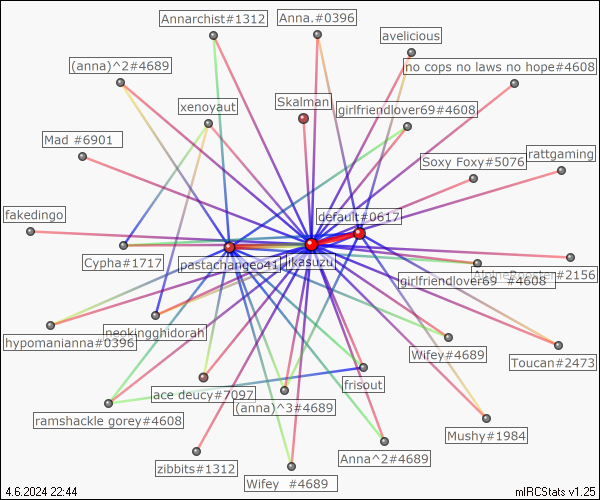 Annarchist#1312
Anna.#0396
avelicious
(anna)^2#4689
no cops no laws no hope#4608
xenoyaut
Skalman
girlfriendlover69#4608
Mad #6901
Soxy Foxy#5076
rattgaming
fakedingo
default#0617
Cypha#1717
pastachangeo41
ikasuzu
girlfriendlover69 #4608
#2156
neokingghidorah
hypomanianna#0396
Wifey#4689
Toucan#2473
ace deucy#7097
frisout
(anna)^3#4689
ramshackle gorey#4608
Mushy#1984
zibbits#1312
Anna^2#4689
Wifey #4689
4.6.2024 22:44
mIRCStats v1.25